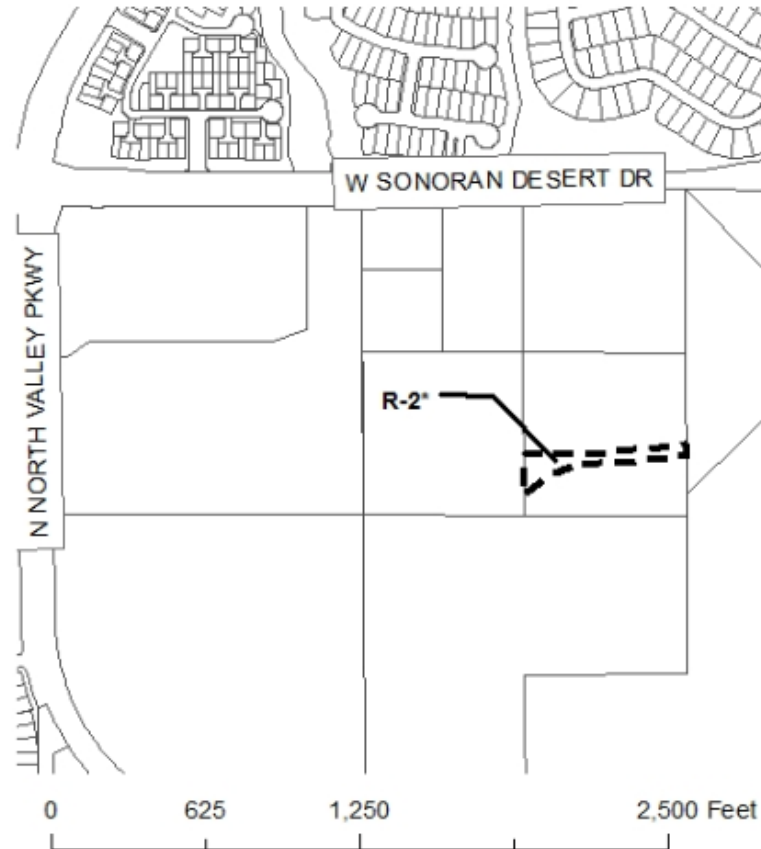 W SONORAN DESERT DR
N NORTH VALLEY PKWY
R-2*
0 625 1,250 2,500 Feet